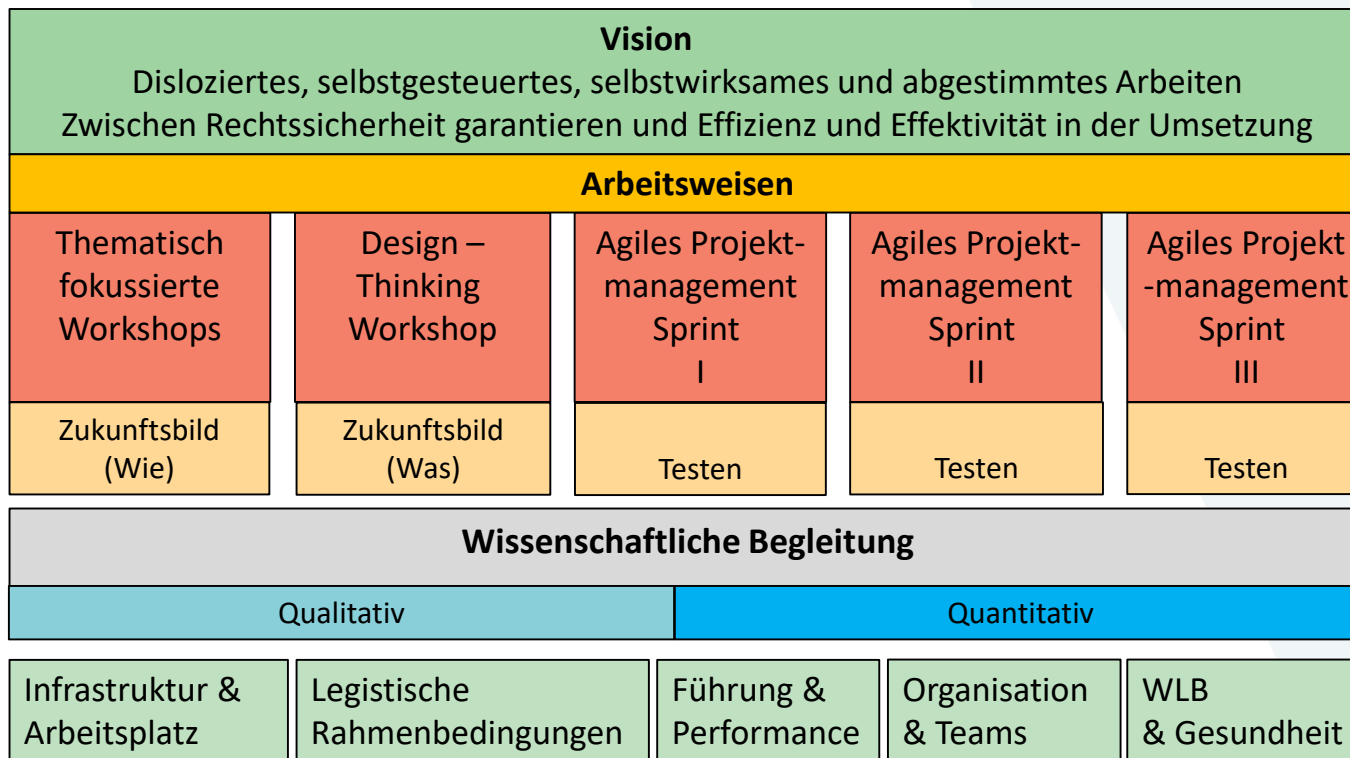 Vision
Disloziertes, selbstgesteuertes, selbstwirksames und abgestimmtes Arbeiten
Zwischen Rechtssicherheit garantieren und Effizienz und Effektivität in der Umsetzung
Arbeitsweisen
Thematisch
fokussierte
Workshops
Design –
Thinking
Workshop
Agiles Projekt-
management
Sprint
I
Agiles Projekt-
management
Sprint
II
Agiles Projekt
-management
Sprint
III
Zukunftsbild
(Wie)
Zukunftsbild
(Was)
Testen
Testen
Testen
Wissenschaftliche Begleitung
Qualitativ
Quantitativ
Infrastruktur &
Arbeitsplatz
Legistische
Rahmenbedingungen
Führung &
Performance
Organisation
& Teams
WLB
& Gesundheit